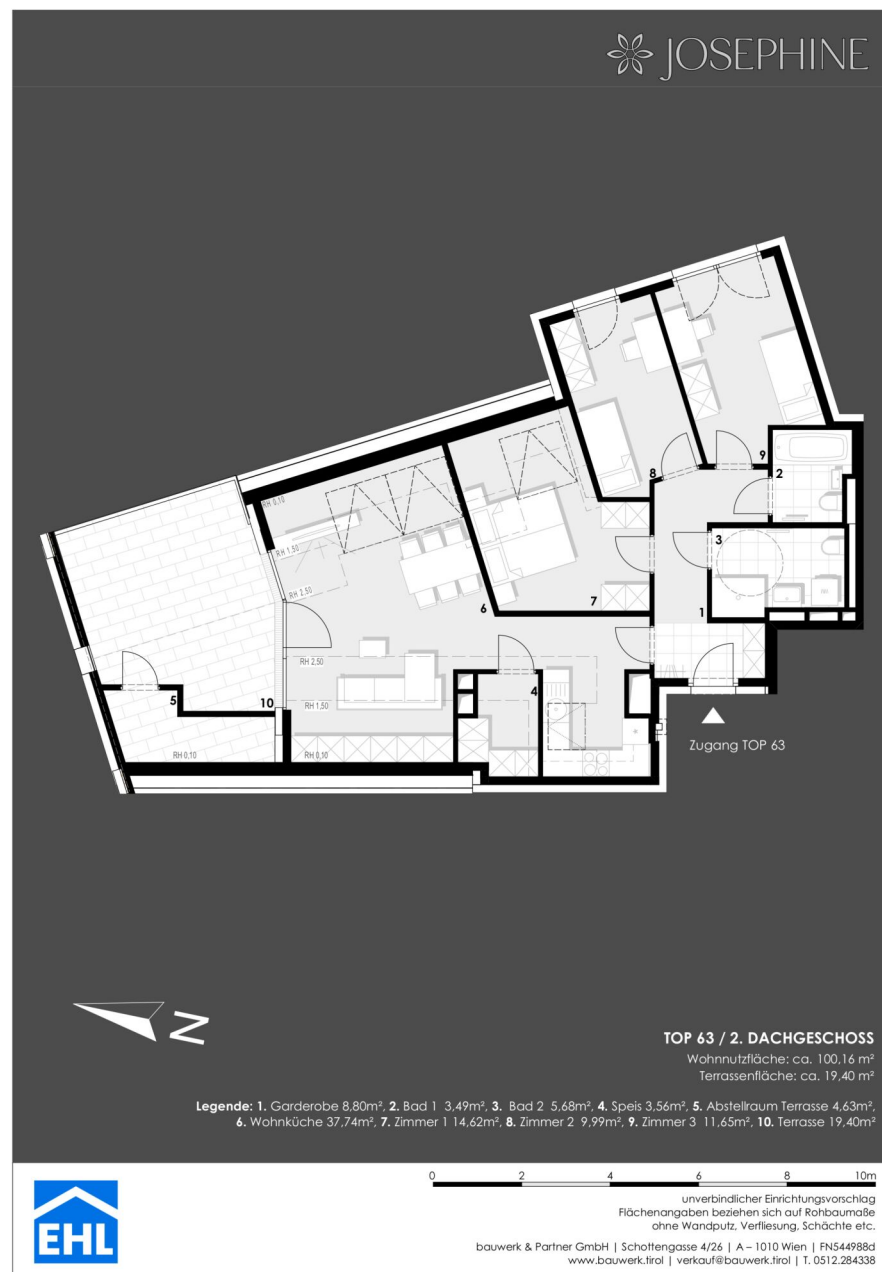 JOSEPHINE
RH 0,10
RH 1,50
RH 2,50
9
8
2
3
7
6
1
RH 2,50
4
5
10
RH 1,50
RH 0,10
RH 0,10
Zugang TOP 63
N
TOP 63 / 2. DACHGESCHOSS
Wohnnutzfläche: ca. 100,16 m²
Terrassenfläche: ca. 19,40 m²
Legende: 1. Garderobe 8,80m², 2. Bad 1 3,49m², 3. Bad 2 5,68m², 4. Speis 3,56m², 5. Abstellraum Terrasse 4,63m²,
6. Wohnküche 37,74m², 7. Zimmer 1 14,62m², 8. Zimmer 2 9,99m², 9. Zimmer 3 11,65m², 10. Terrasse 19,40m²
0 2 4 6 8 10m
unverbindlicher Einrichtungsvorschlag
Flächenangaben beziehen sich auf Rohbaumaße
ohne Wandputz, Verfliesung, Schächte etc.
EHL
bauwerk & Partner GmbH | Schottengasse 4/26 | A – 1010 Wien | FN544988d
www.bauwerk.tirol | verkauf@bauwerk.tirol | T. 0512.284338